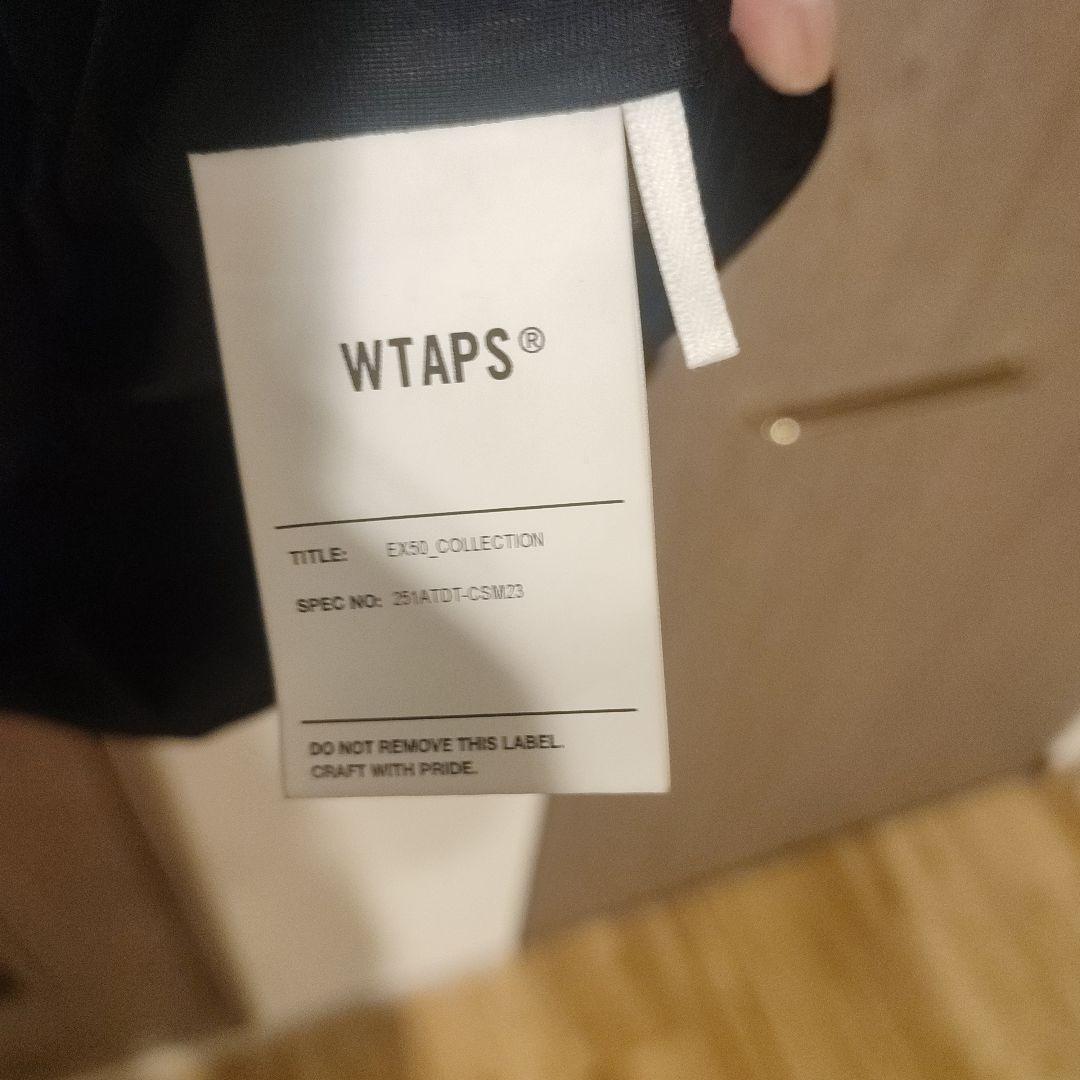 WTAPS®
TITLE: EX50_COLLECTION
SPEC NO: 251ATDT-CSM23
DO NOT REMOVE THIS LABEL.
CRAFT WITH PRIDE.